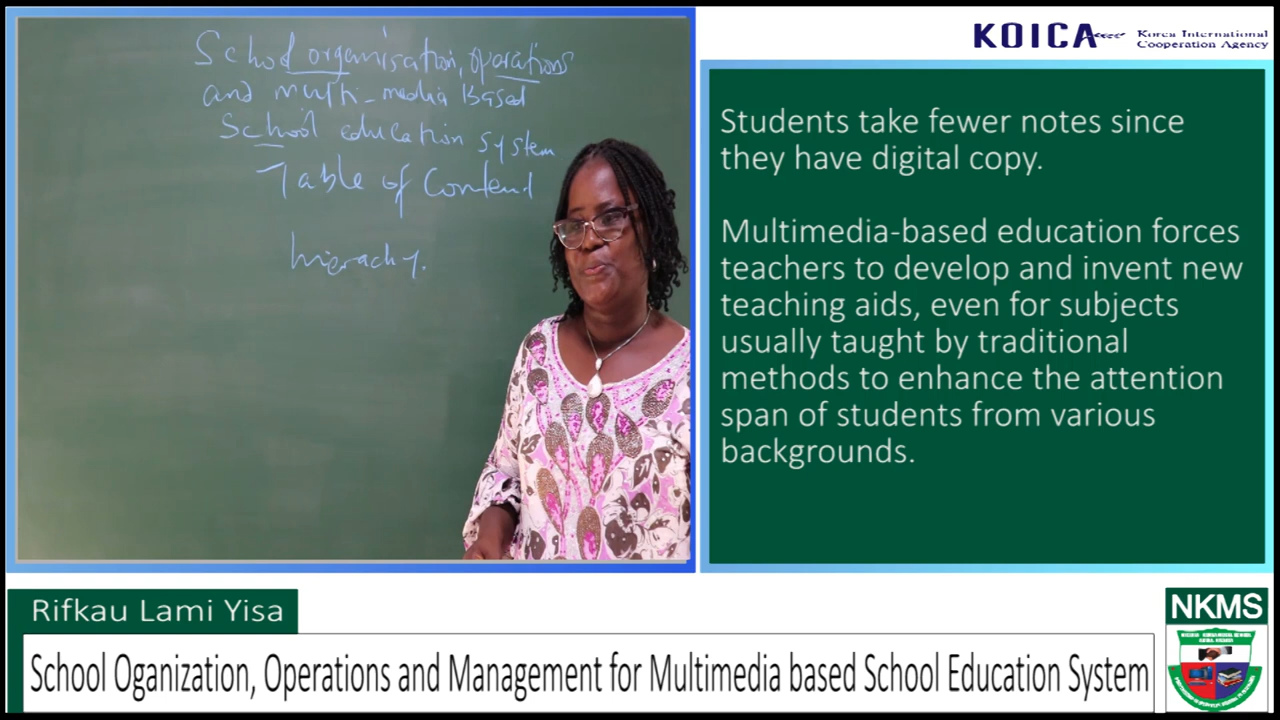 School organisation, operations
and multi-media Based
School education system
Table of Content
hierachy.
KOICA
Korea International
Cooperation Agency
Students take fewer notes since
they have digital copy.
Multimedia-based education forces
teachers to develop and invent new
teaching aids, even for subjects
usually taught by traditional
methods to enhance the attention
span of students from various
backgrounds.
Rifkau Lami Yisa
School Oganization, Operations and Management for Multimedia based School Education System
NKMS